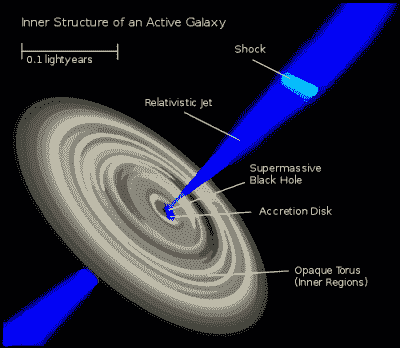 Inner Structure of an Active Galaxy
0.1 lightyears
Shock
Relativistic Jet
Supermassive
Black Hole
Accretion Disk
Opaque Torus
(Inner Regions)